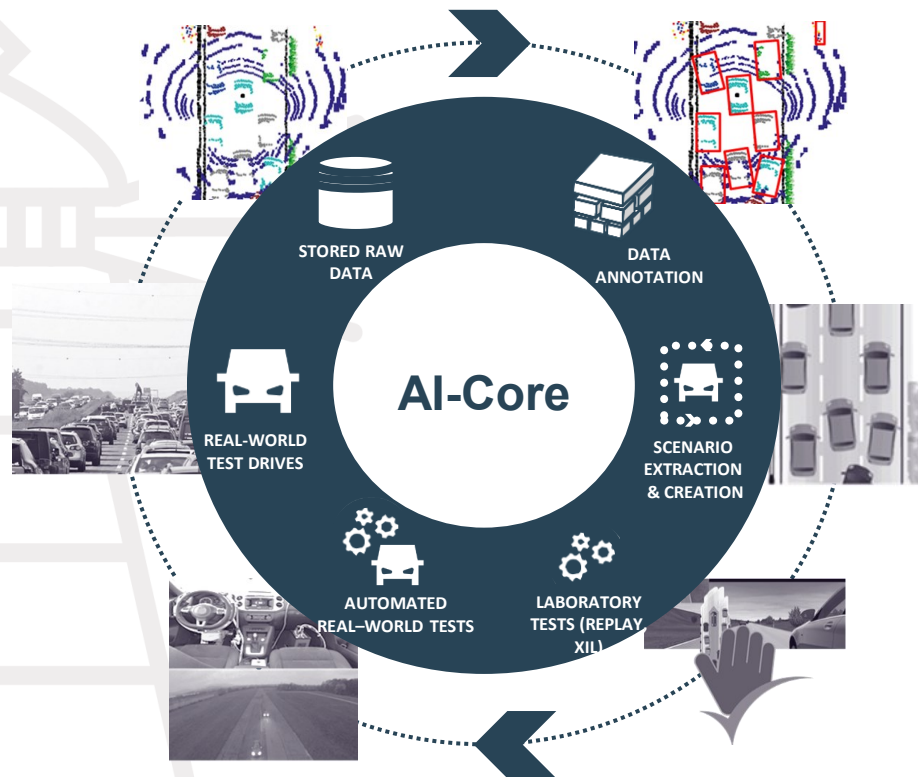 STORED RAW
DATA
DATA
ANNOTATION
AI-Core
REAL-WORLD
TEST DRIVES
SCENARIO
EXTRACTION
& CREATION
AUTOMATED
REAL–WORLD TESTS
LABORATORY
TESTS (REPLAY,
XIL)